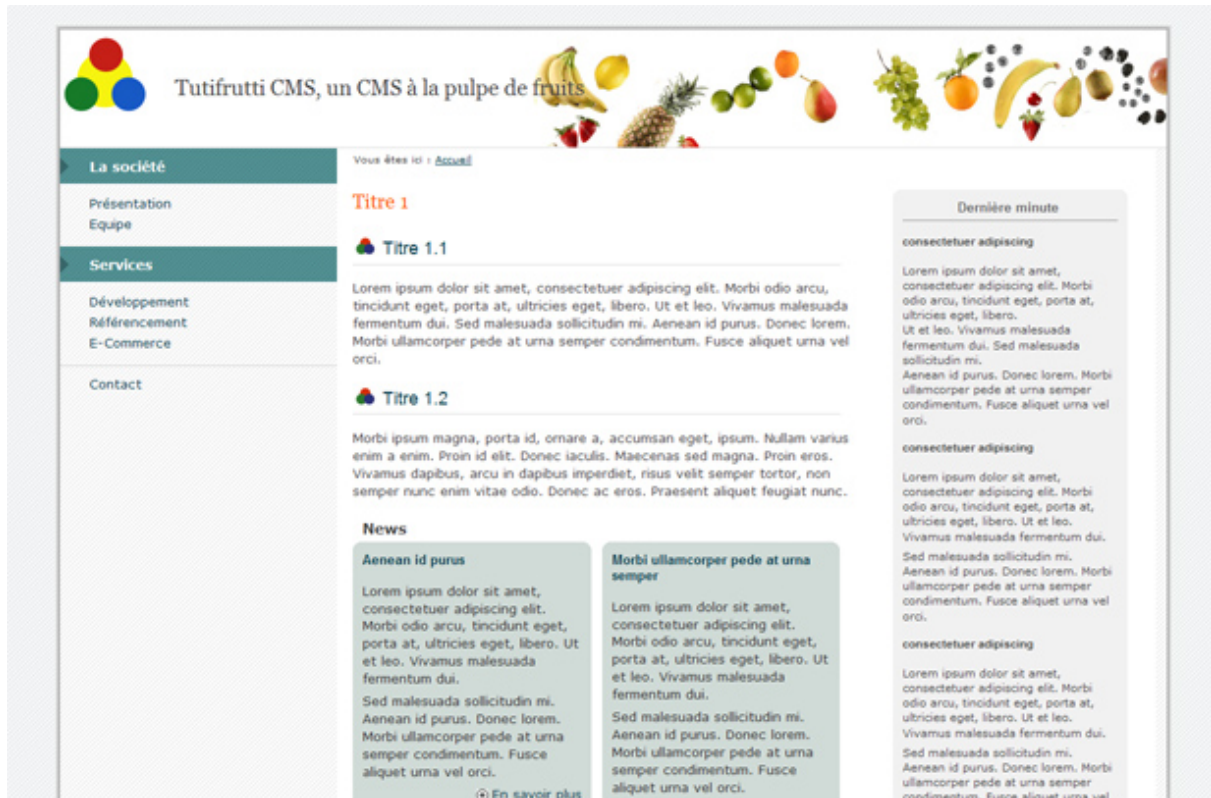 Tutifrutti CMS, un CMS à la pulpe de fruits
La société
Présentation
Equipe
Services
Développement
Référencement
E-Commerce
Contact
Vous êtes ici : Accueil
Titre 1
Titre 1.1
Lorem ipsum dolor sit amet, consectetuer adipiscing elit. Morbi odio arcu,
tincidunt eget, porta at, ultricies eget, libero. Ut et leo. Vivamus malesuada
fermentum dui. Sed malesuada sollicitudin mi. Aenean id purus. Donec lorem.
Morbi ullamcorper pede at urna semper condimentum. Fusce aliquet urna vel
orci.
Titre 1.2
Morbi ipsum magna, porta id, ornare a, accumsan eget, ipsum. Nullam varius
enim a enim. Proin id elit. Donec iaculis. Maecenas sed magna. Proin eros.
Vivamus dapibus, arcu in dapibus imperdiet, risus velit semper tortor, non
semper nunc enim vitae odio. Donec ac eros. Praesent aliquet feugiat nunc.
News
Aenean id purus
Lorem ipsum dolor sit amet,
consectetuer adipiscing elit.
Morbi odio arcu, tincidunt eget,
porta at, ultricies eget, libero. Ut
et leo. Vivamus malesuada
fermentum dui.
Sed malesuada sollicitudin mi.
Aenean id purus. Donec lorem.
Morbi ullamcorper pede at urna
semper condimentum. Fusce
aliquet urna vel orci.
En savoir plus
Morbi ullamcorper pede at urna
semper
Lorem ipsum dolor sit amet,
consectetuer adipiscing elit.
Morbi odio arcu, tincidunt eget,
porta at, ultricies eget, libero. Ut
et leo. Vivamus malesuada
fermentum dui.
Sed malesuada sollicitudin mi.
Aenean id purus. Donec lorem.
Morbi ullamcorper pede at urna
semper condimentum. Fusce
aliquet urna vel orci.
Dernière minute
consectetuer adipiscing
Lorem ipsum dolor sit amet,
consectetuer adipiscing elit. Morbi
odio arcu, tincidunt eget, porta at,
ultricies eget, libero.
Ut et leo. Vivamus malesuada
fermentum dui. Sed malesuada
sollicitudin mi.
Aenean id purus. Donec lorem. Morbi
ullamcorper pede at urna semper
condimentum. Fusce aliquet urna vel
orci.
consectetuer adipiscing
Lorem ipsum dolor sit amet,
consectetuer adipiscing elit. Morbi
odio arcu, tincidunt eget, porta at,
ultricies eget, libero. Ut et leo.
Vivamus malesuada fermentum dui.
Sed malesuada sollicitudin mi.
Aenean id purus. Donec lorem. Morbi
ullamcorper pede at urna semper
condimentum. Fusce aliquet urna vel
orci.
consectetuer adipiscing
Lorem ipsum dolor sit amet,
consectetuer adipiscing elit. Morbi
odio arcu, tincidunt eget, porta at,
ultricies eget, libero. Ut et leo.
Vivamus malesuada fermentum dui.
Sed malesuada sollicitudin mi.
Aenean id purus. Donec lorem. Morbi
ullamcorper pede at urna semper
condimentum. Fusce aliquet urna vel